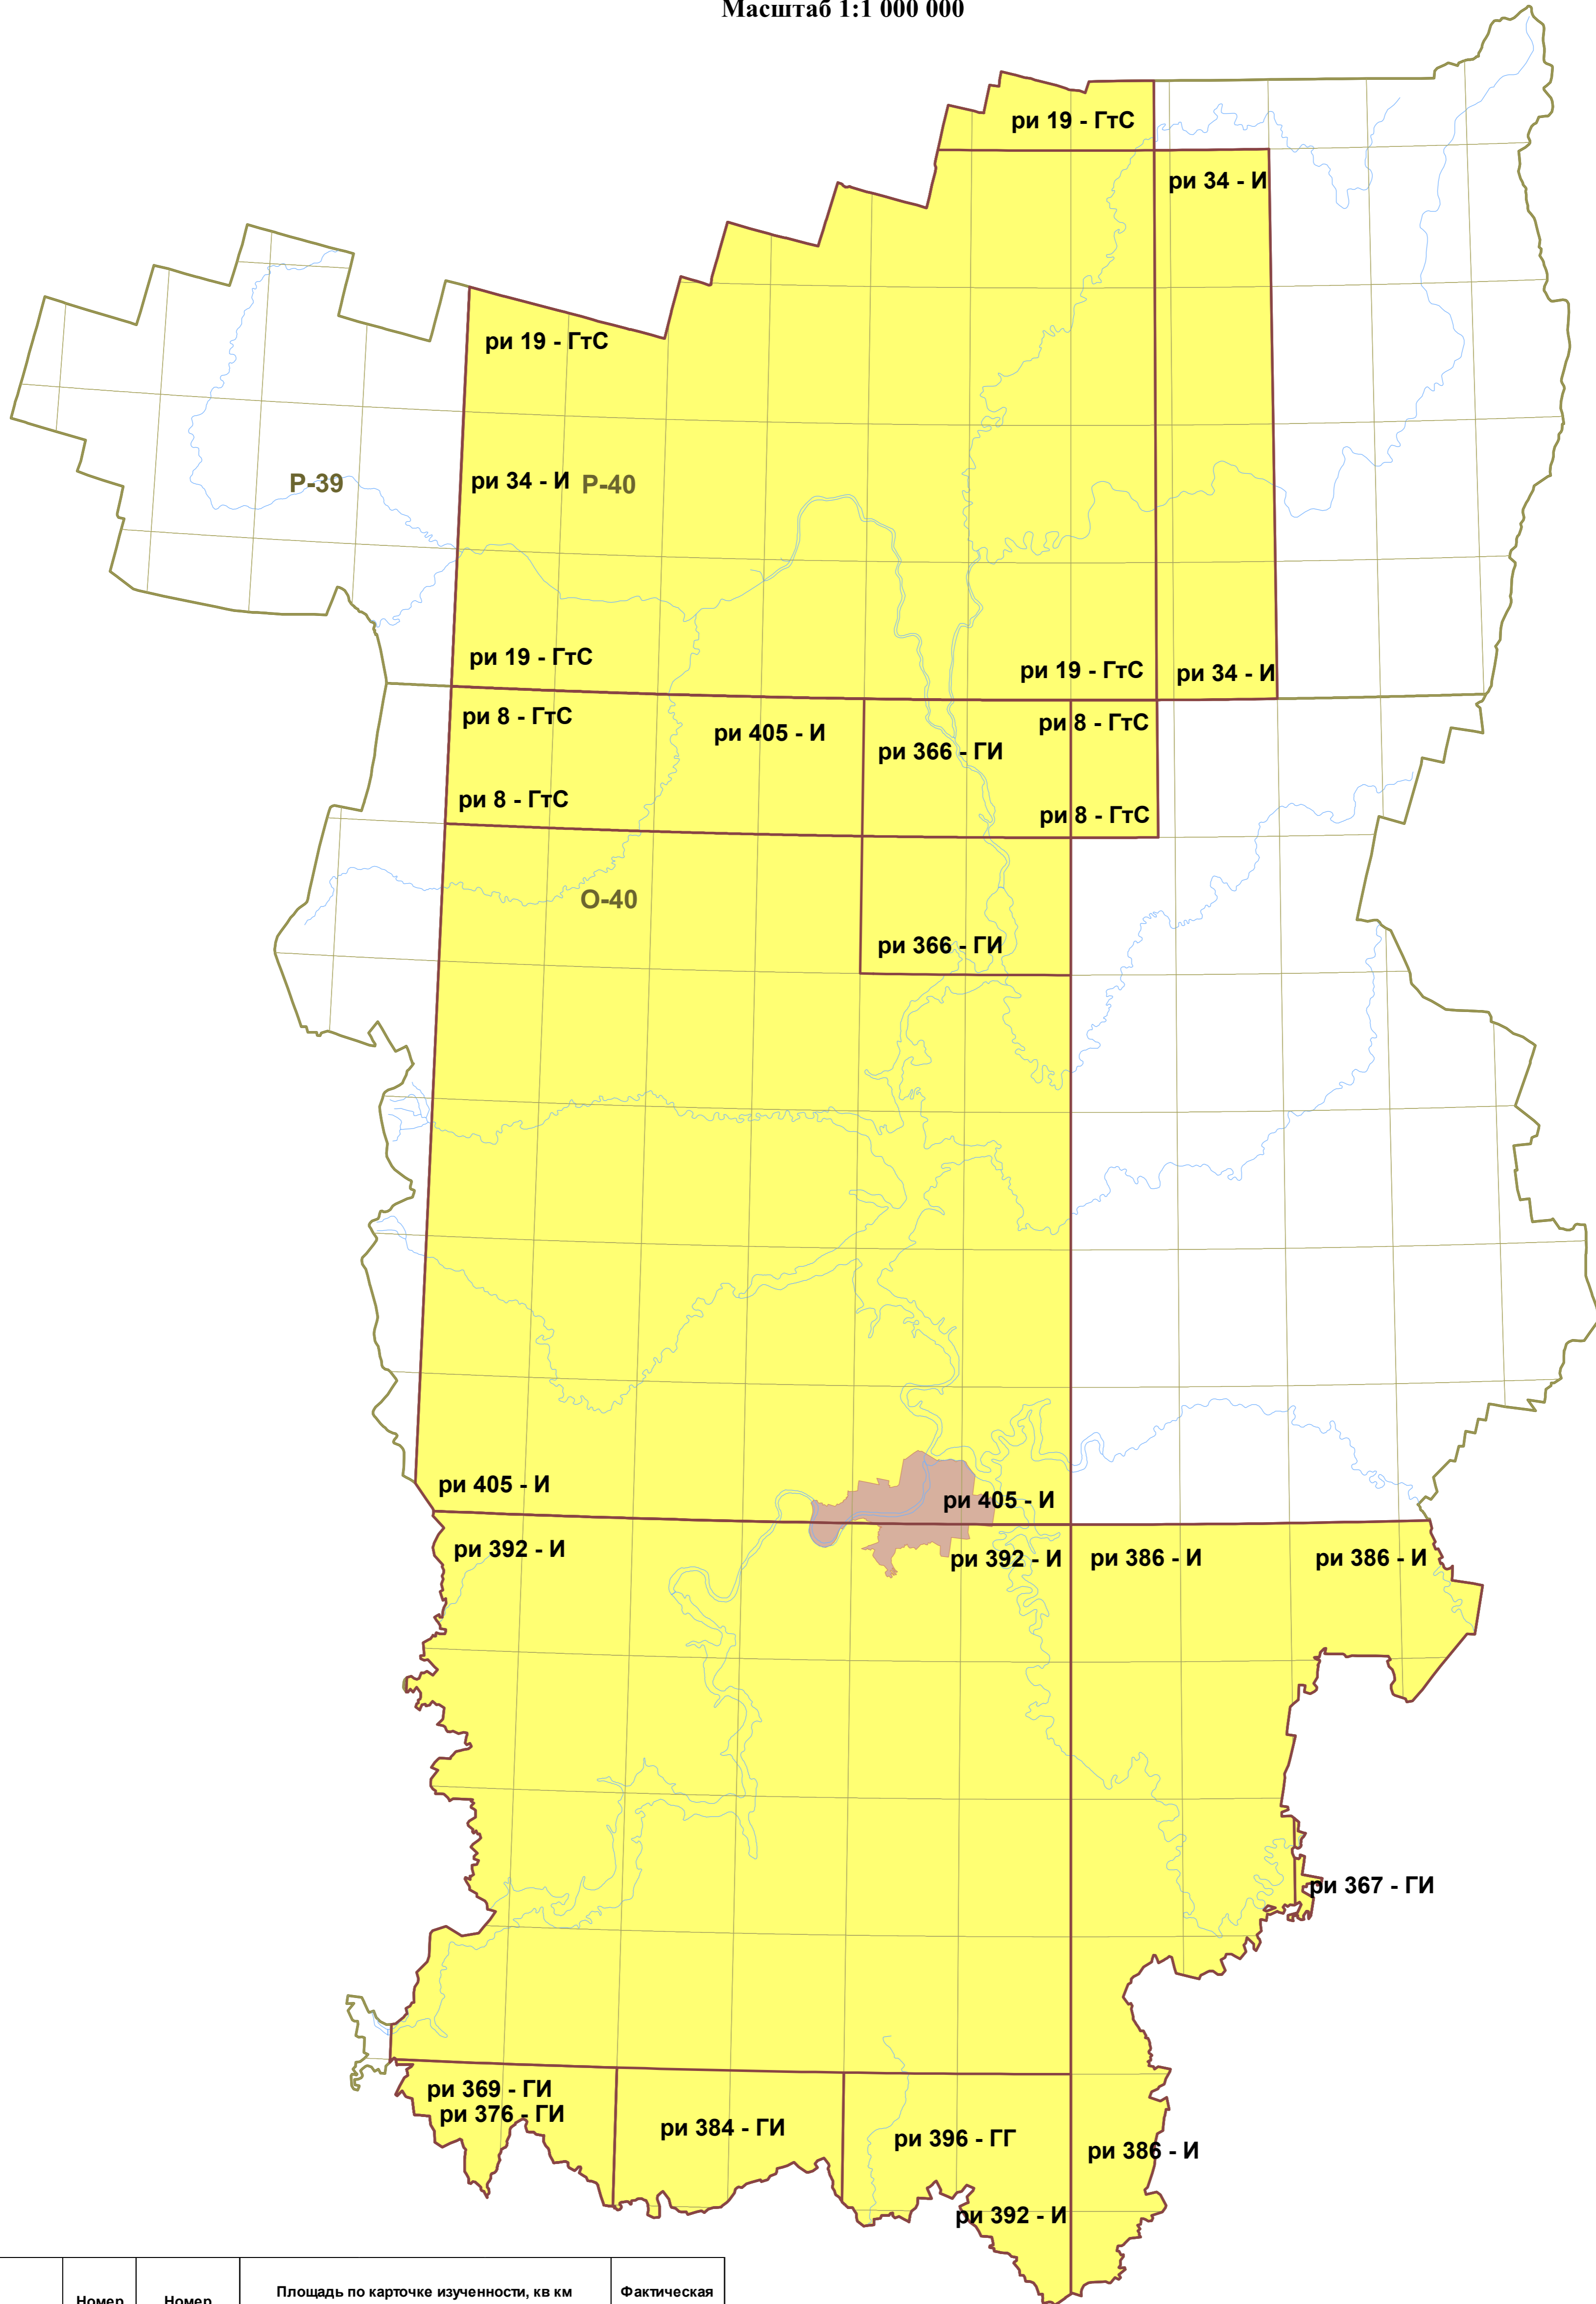 Масштаб 1:1 000 000
ри 19 - ГтС
ри 34 - И
ри 19 - ГтС
Р-39
ри 34 - И Р-40
ри 19 - ГтС
ри 19 - ГтС
ри 34 - И
ри 8 - ГтС
ри 405 - И
ри 366 - ГИ
ри 8 - ГтС
ри 8 - ГтС
ри 8 - ГтС
О-40
ри 366 - ГИ
ри 405 - И
ри 405 - И
ри 392 - И
ри 392 - И
ри 386 - И
ри 386 - И
ри 367 - ГИ
ри 369 - ГИ
ри 376 - ГИ
ри 384 - ГИ
ри 396 - ГГ
ри 386 - И
ри 392 - И
Номер
Номер
Площадь по карточке изученности, кв км
Фактическая